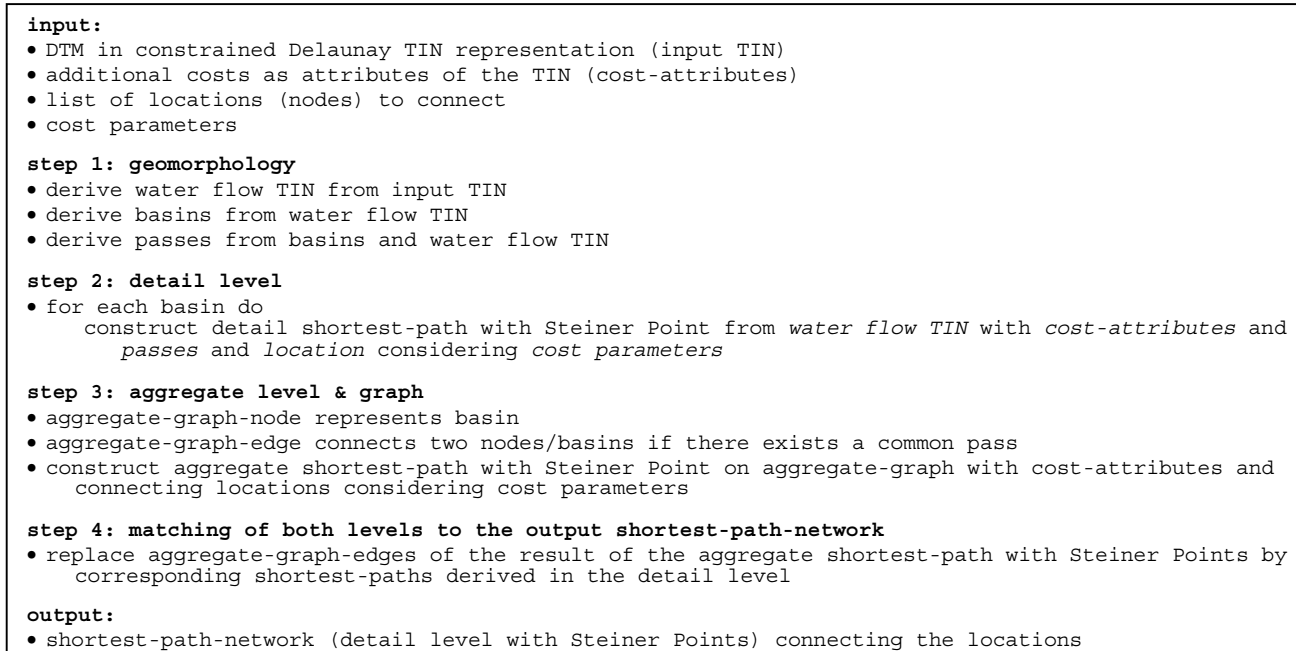 input:
• DTM in constrained Delaunay TIN representation (input TIN)
• additional costs as attributes of the TIN (cost-attributes)
• list of locations (nodes) to connect
• cost parameters
step 1: geomorphology
• derive water flow TIN from input TIN
• derive basins from water flow TIN
• derive passes from basins and water flow TIN
step 2: detail level
• for each basin do
construct detail shortest-path with Steiner Point from water flow TIN with cost-attributes and
passes and location considering cost parameters
step 3: aggregate level & graph
• aggregate-graph-node represents basin
• aggregate-graph-edge connects two nodes/basins if there exists a common pass
• construct aggregate shortest-path with Steiner Point on aggregate-graph with cost-attributes and
connecting locations considering cost parameters
step 4: matching of both levels to the output shortest-path-network
• replace aggregate-graph-edges of the result of the aggregate shortest-path with Steiner Points by
corresponding shortest-paths derived in the detail level
output:
• shortest-path-network (detail level with Steiner Points) connecting the locations